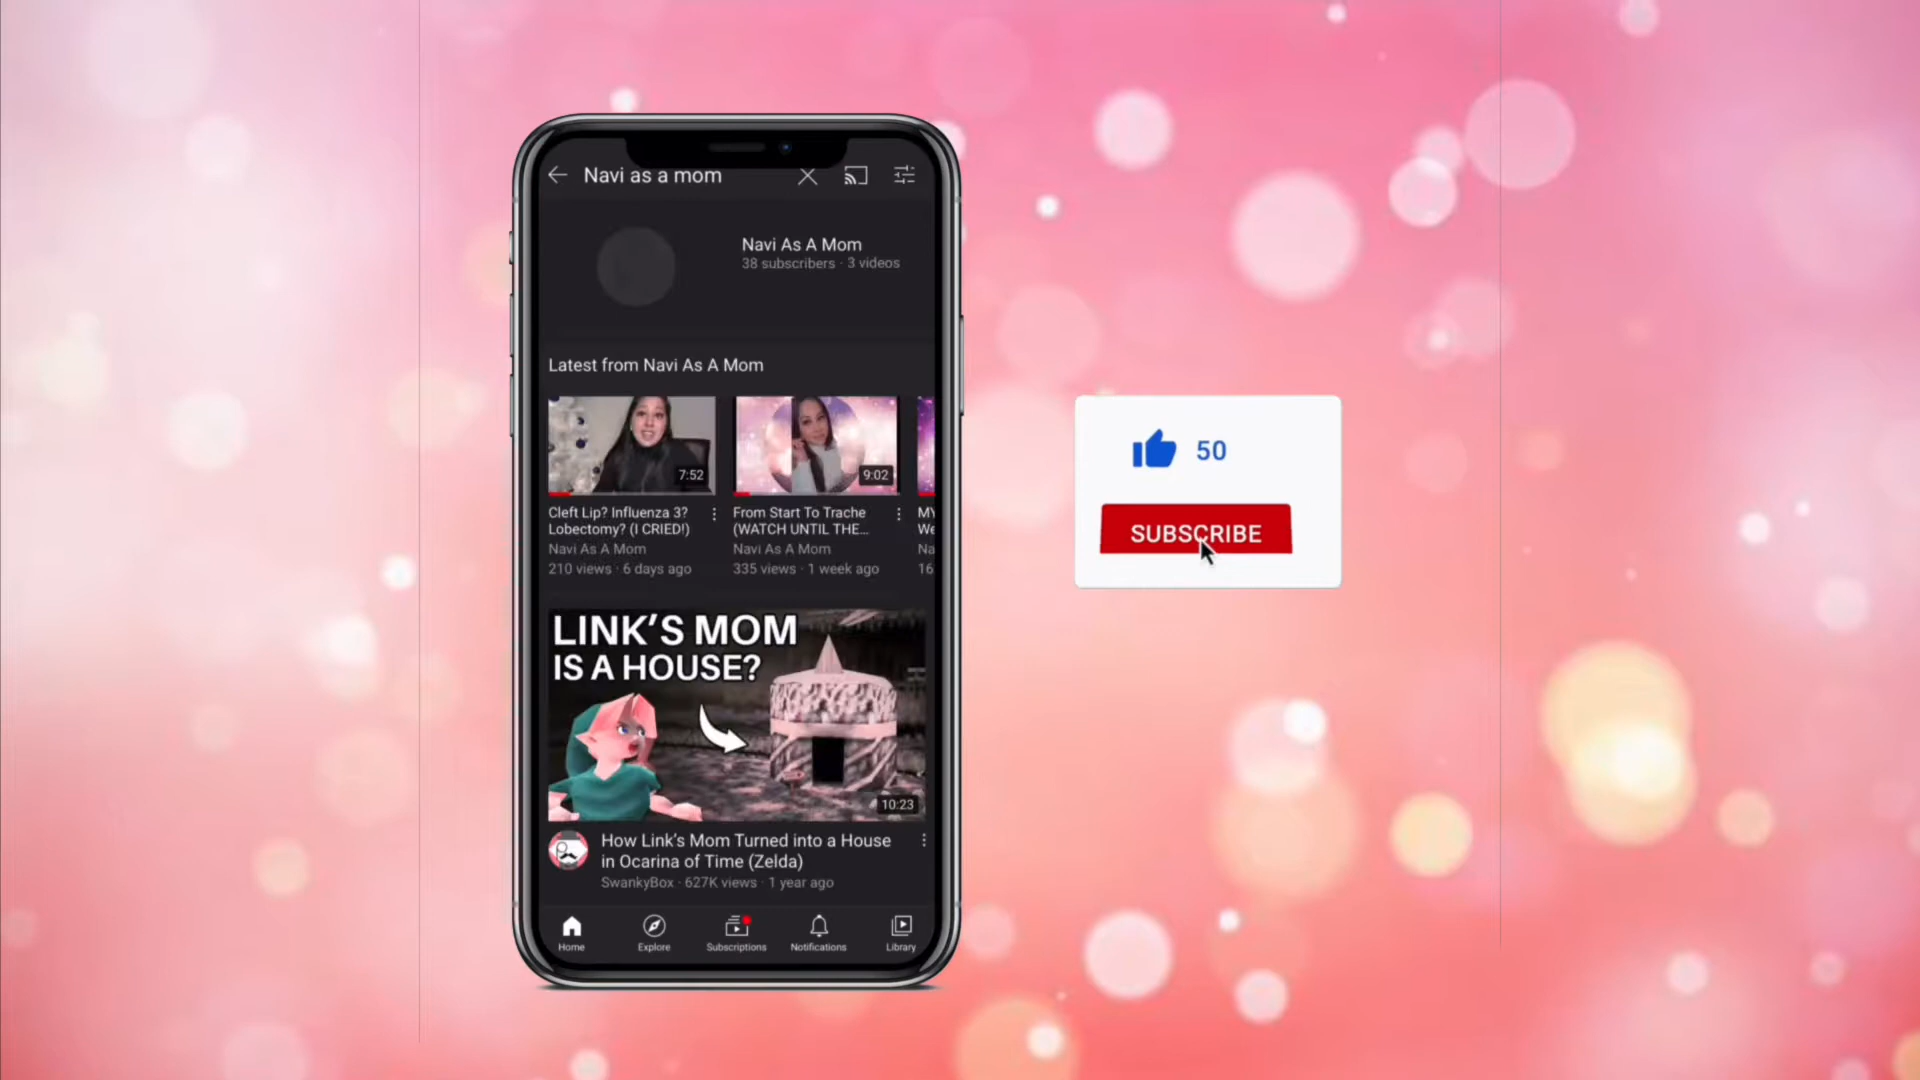 Navi as a mom
Navi As A Mom
38 subscribers · 3 videos
Latest from Navi As A Mom
7:52
9:02
Cleft Lip? Influenza 3?
Lobectomy? (I CRIED!)
Navi As A Mom
210 views · 6 days ago
From Start To Trache
(WATCH UNTIL THE...
Navi As A Mom
335 views · 1 week ago
MY
We
Na
16
LINK'S MOM
IS A HOUSE?
10:23
How Link's Mom Turned into a House
in Ocarina of Time (Zelda)
SwankyBox · 627K views · 1 year ago
Home
Explore
Subscriptions
Notifications
Library
50
SUBSCRIBE